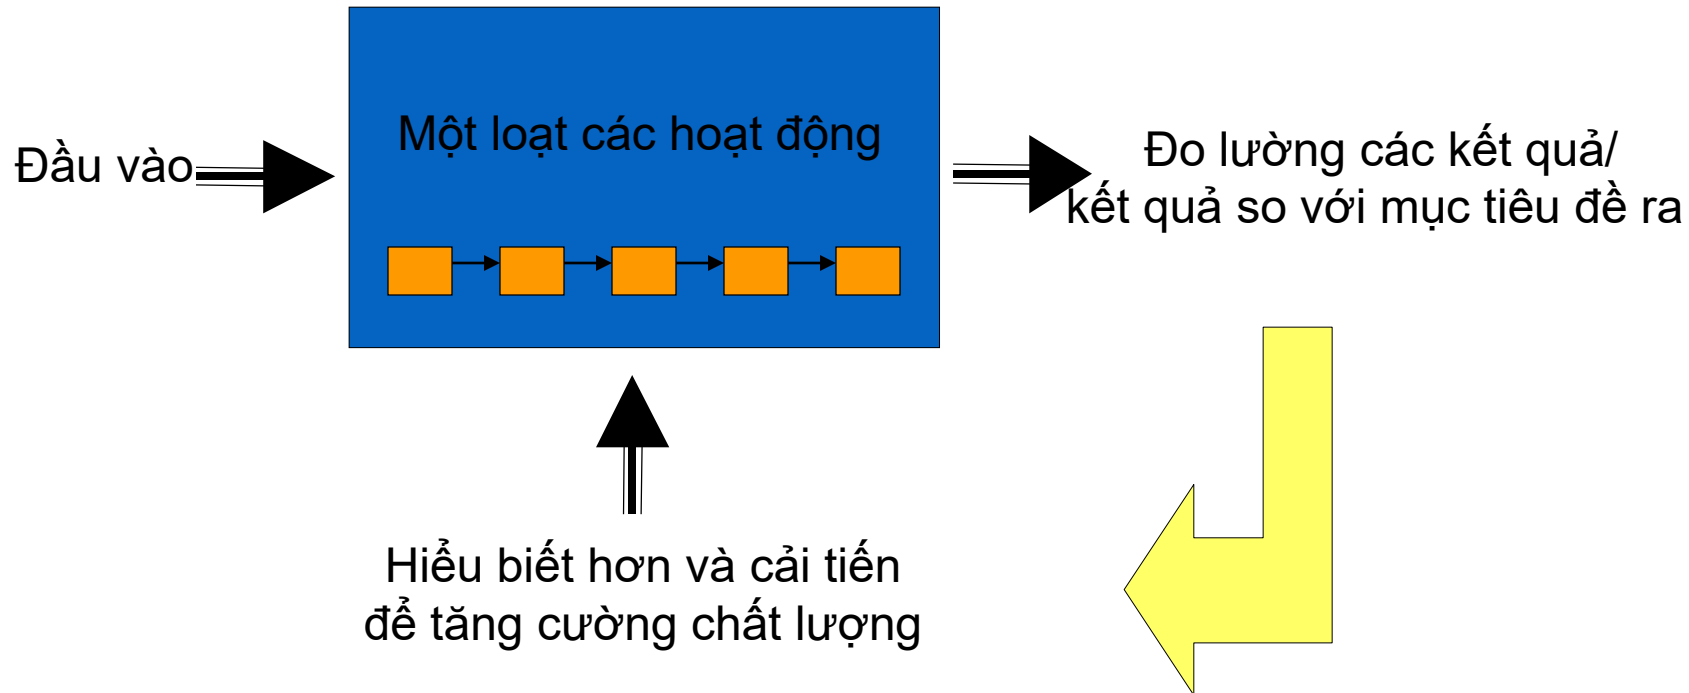 Đầu vào
Một loạt các hoạt động
Đo lường các kết quả/
kết quả so với mục tiêu đề ra
Hiểu biết hơn và cải tiến
để tăng cường chất lượng